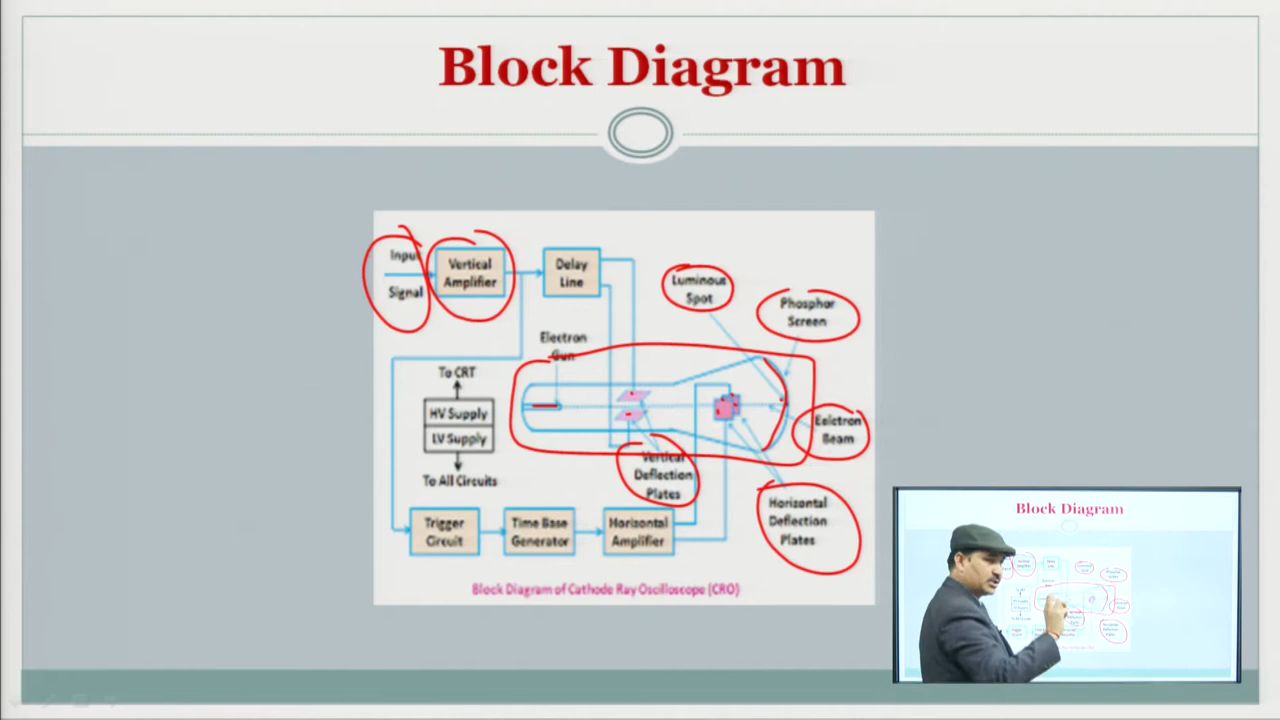 Block Diagram
Input
Signal
Vertical
Amplifier
Delay
Line
Luminous
Spot
Phosphor
Screen
Electron
Gun
To CRT
HV Supply
LV Supply
To All Circuits
Eelctron
Beam
Vertical
Deflection
Plates
Horizontal
Deflection
Plates
Trigger
Circuit
Time Base
Generator
Horizontal
Amplifier
Block Diagram of Cathode Ray Oscilloscope (CRO)
Block Diagram